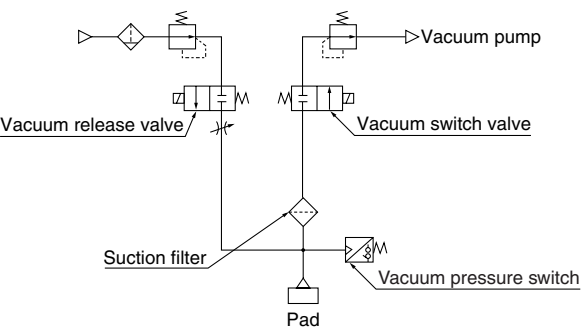 Vacuum pump
Vacuum release valve
Vacuum switch valve
Suction filter
Vacuum pressure switch
Pad